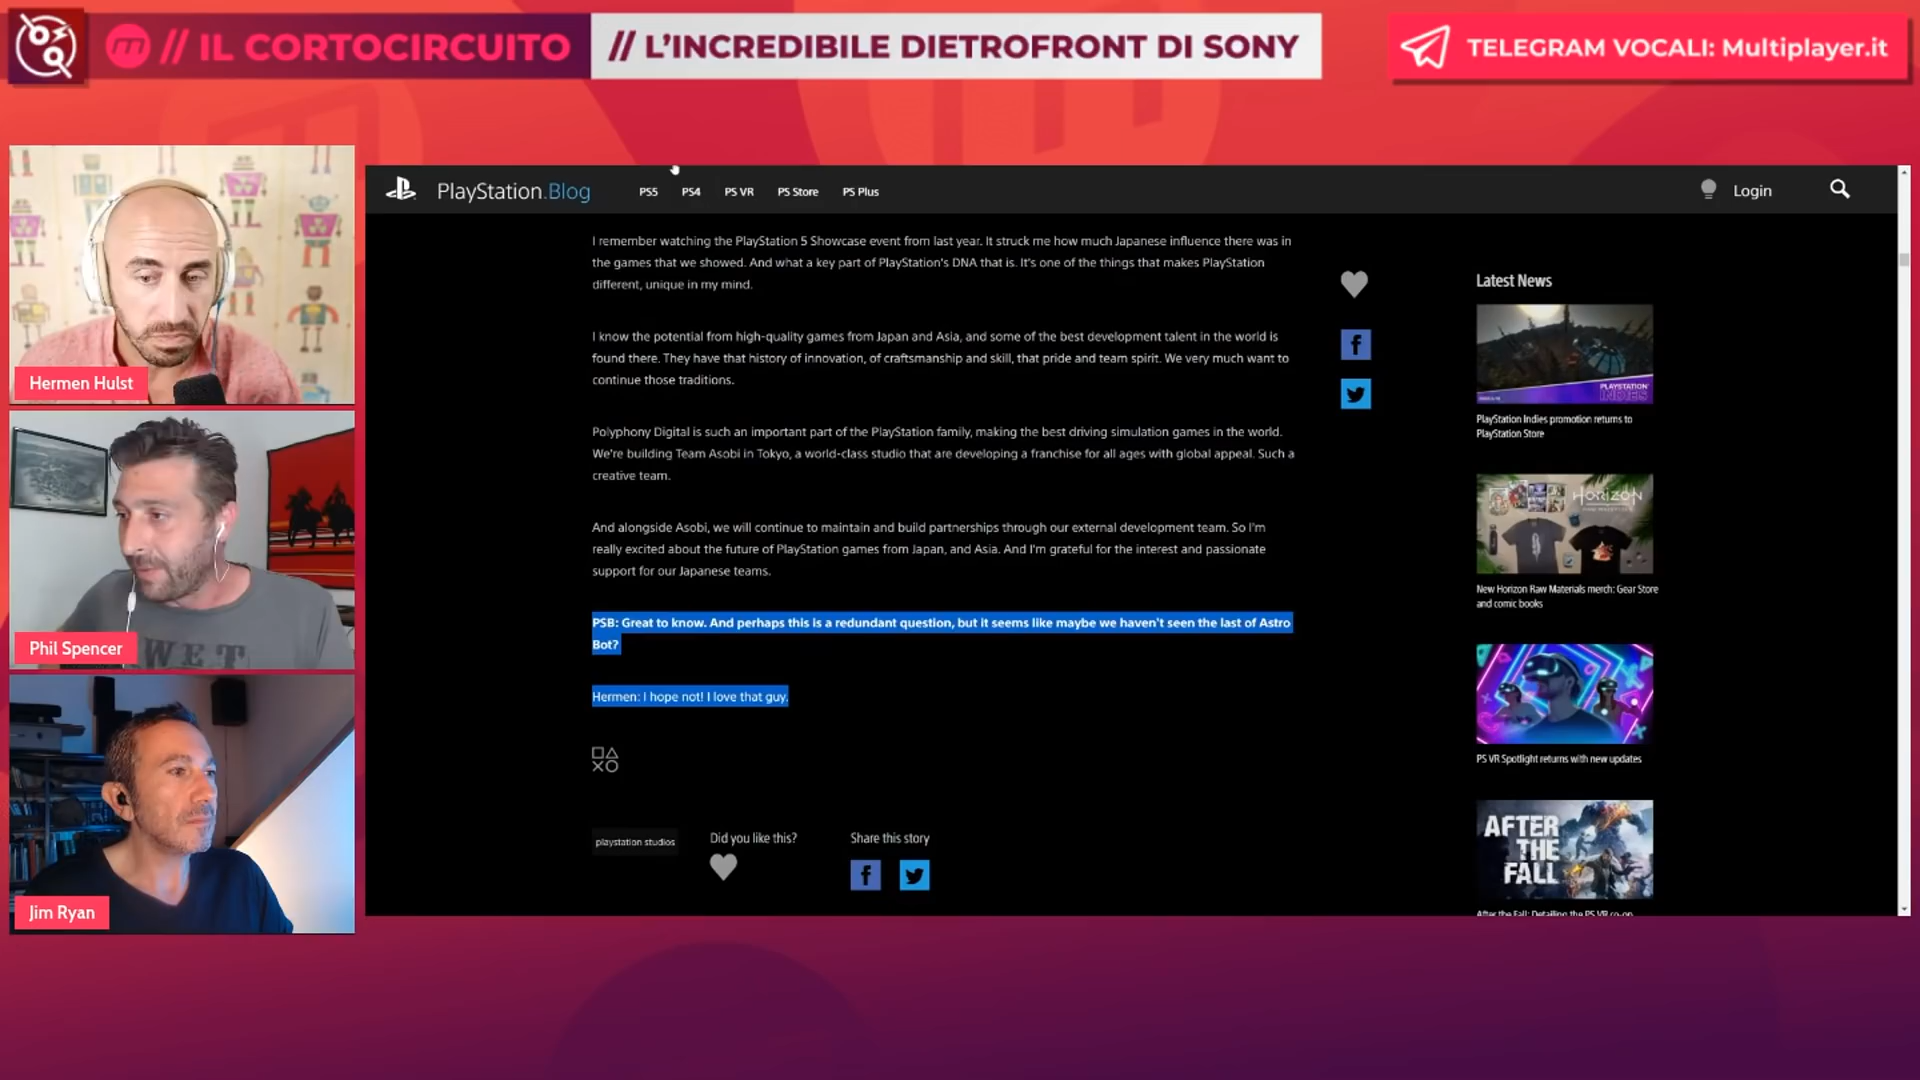 // IL CORTOCIRCUITO
// L'INCREDIBILE DIETROFRONT DI SONY
TELEGRAM VOCALI: Multiplayer.it
Hermen Hulst
Phil Spencer
WET
Jim Ryan
PlayStation.Blog
PS5 PS4 PS VR PS Store PS Plus
Login
I remember watching the PlayStation 5 Showcase event from last year. It struck me how much Japanese influence there was in
the games that we showed. And what a key part of PlayStation's DNA that is. It's one of the things that makes PlayStation
different, unique in my mind.
I know the potential from high-quality games from Japan and Asia, and some of the best development talent in the world is
found there. They have that history of innovation, of craftsmanship and skill, that pride and team spirit. We very much want to
continue those traditions.
Polyphony Digital is such an important part of the PlayStation family, making the best driving simulation games in the world.
We're building Team Asobi in Tokyo, a world-class studio that are developing a franchise for all ages with global appeal. Such a
creative team.
And alongside Asobi, we will continue to maintain and build partnerships through our external development team. So I'm
really excited about the future of PlayStation games from Japan, and Asia. And I'm grateful for the interest and passionate
support for our Japanese teams.
PSB: Great to know. And perhaps this is a redundant question, but it seems like maybe we haven't seen the last of Astro
Bot?
Hermen: I hope not! I love that guy.
playstation studios
Did you like this?
Share this story
Latest News
PLAYSTATION
INDIES
PlayStation Indies promotion returns to
PlayStation Store
HORIZON
New Horizon Raw Materials merch: Gear Store
and comic books
PS VR Spotlight returns with new updates
AFTER
THE
FALL
After the Fall: Detailing the PS VR co-op